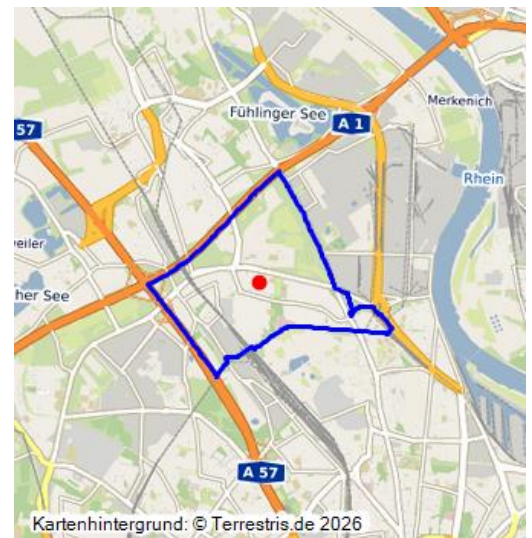 Merkenich
Fühlinger See
A 1
57
Rhein
weiler
her See
A 57
Kartenhintergrund: © Terrestris.de 2026